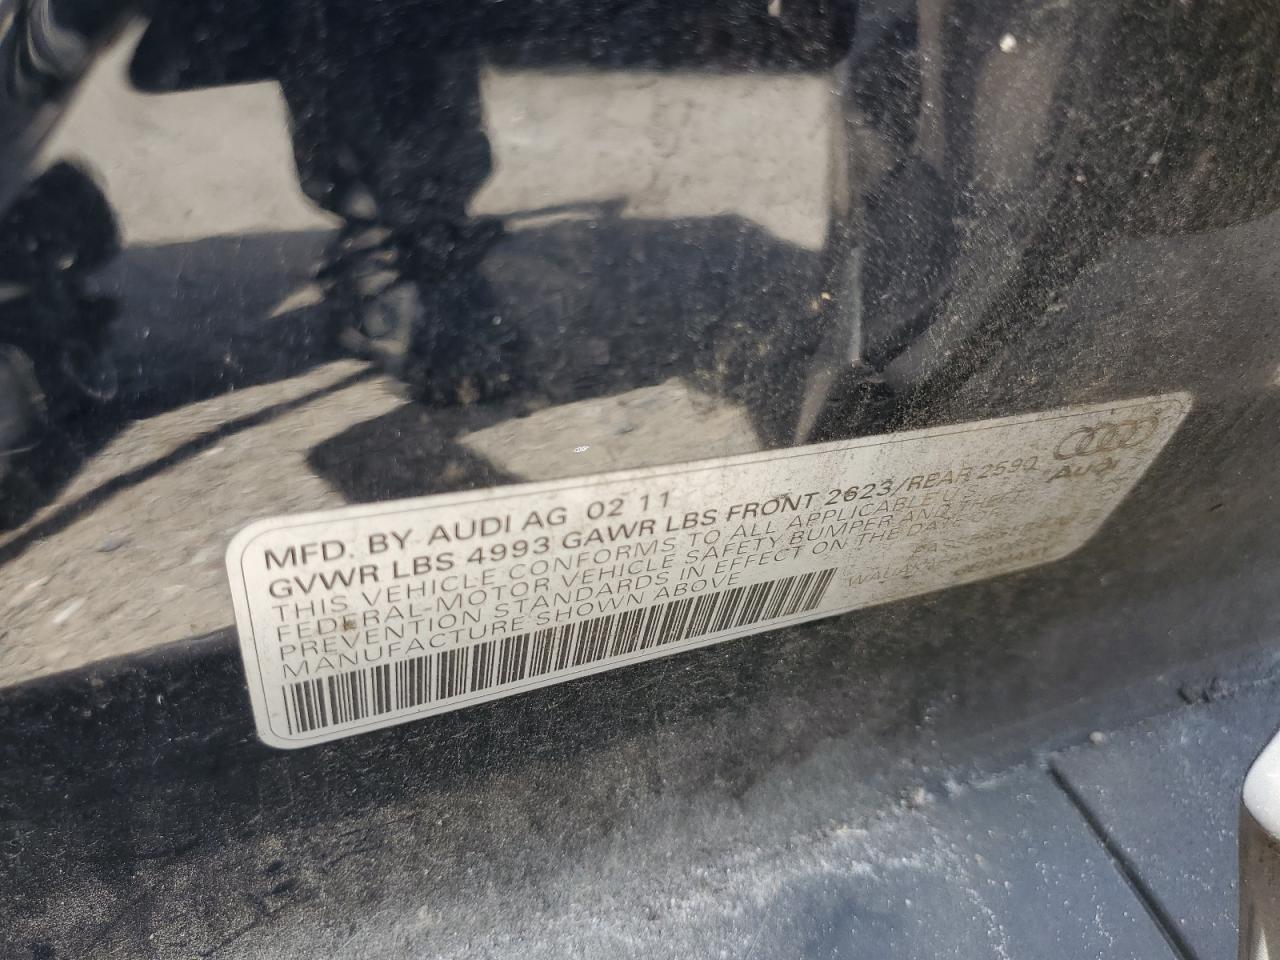 MFD. BY AUDI AG 02 11
GVWR LBS 4993 GAWR LBS FRONT 2623/REAR 2590
THIS VEHICLE CONFORMS TO ALL APPLICABLE U.S.
FEDERAL-MOTOR VEHICLE SAFETY BUMPER AND THEFT
PREVENTION STANDARDS IN EFFECT ON THE DATE OF
MANUFACTURE SHOWN ABOVE
Audi